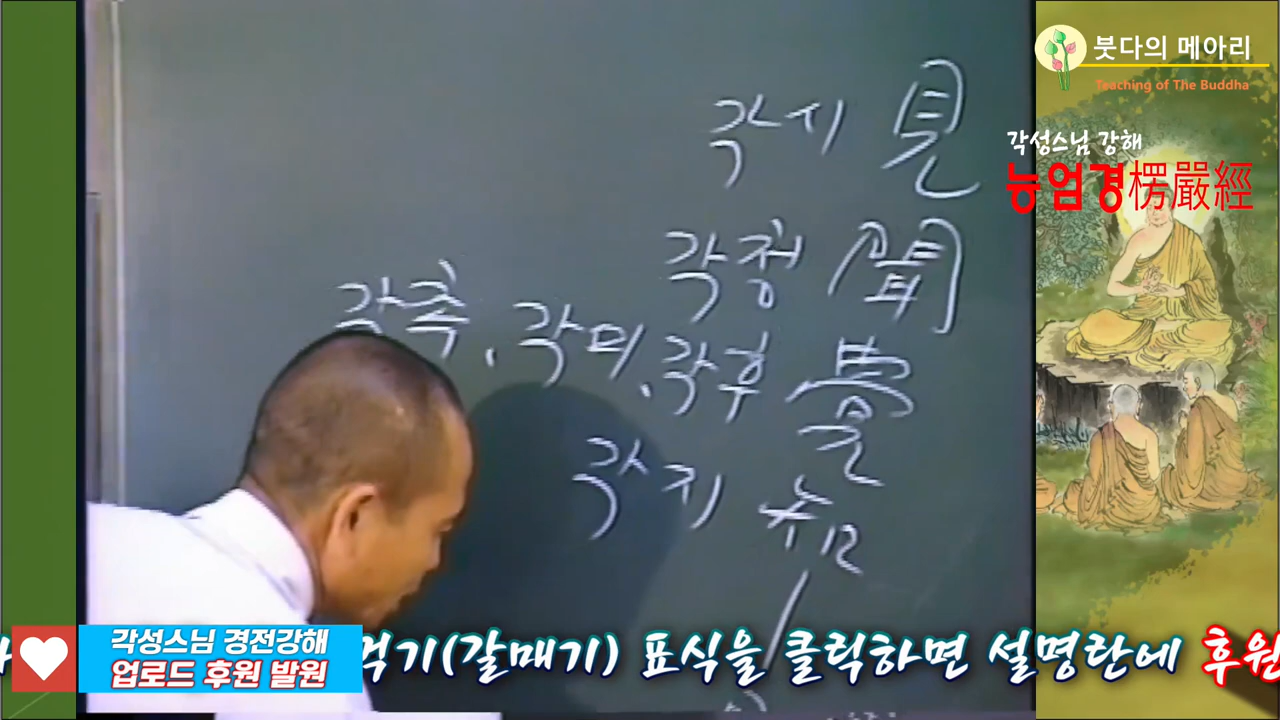 붓다의 메아리
Teaching of The Buddha
각성스님 강해
능엄경楞嚴經
각시 見
각청 聞
각촉, 각미, 각후 覺
각지 知
각성스님 경전강해
업로드 후원 발원
꺽기(갈매기) 표식을 클릭하면 설명란에 후원